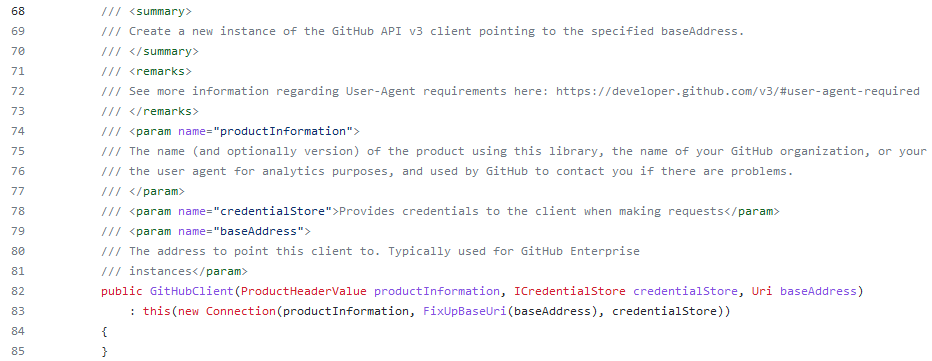 68 /// <summary>
69 /// Create a new instance of the GitHub API v3 client pointing to the specified baseAddress.
70 /// </summary>
71 /// <remarks>
72 /// See more information regarding User-Agent requirements here: https://developer.github.com/v3/#user-agent-required
73 /// </remarks>
74 /// <param name="productInformation">
75 /// The name (and optionally version) of the product using this library, the name of your GitHub organization, or your
76 /// the user agent for analytics purposes, and used by GitHub to contact you if there are problems.
77 /// </param>
78 /// <param name="credentialStore">Provides credentials to the client when making requests</param>
79 /// <param name="baseAddress">
80 /// The address to point this client to. Typically used for GitHub Enterprise
81 /// instances</param>
82 public GitHubClient(ProductHeaderValue productInformation, ICredentialStore credentialStore, Uri baseAddress)
83 : this(new Connection(productInformation, FixUpBaseUri(baseAddress), credentialStore))
84 {
85 }